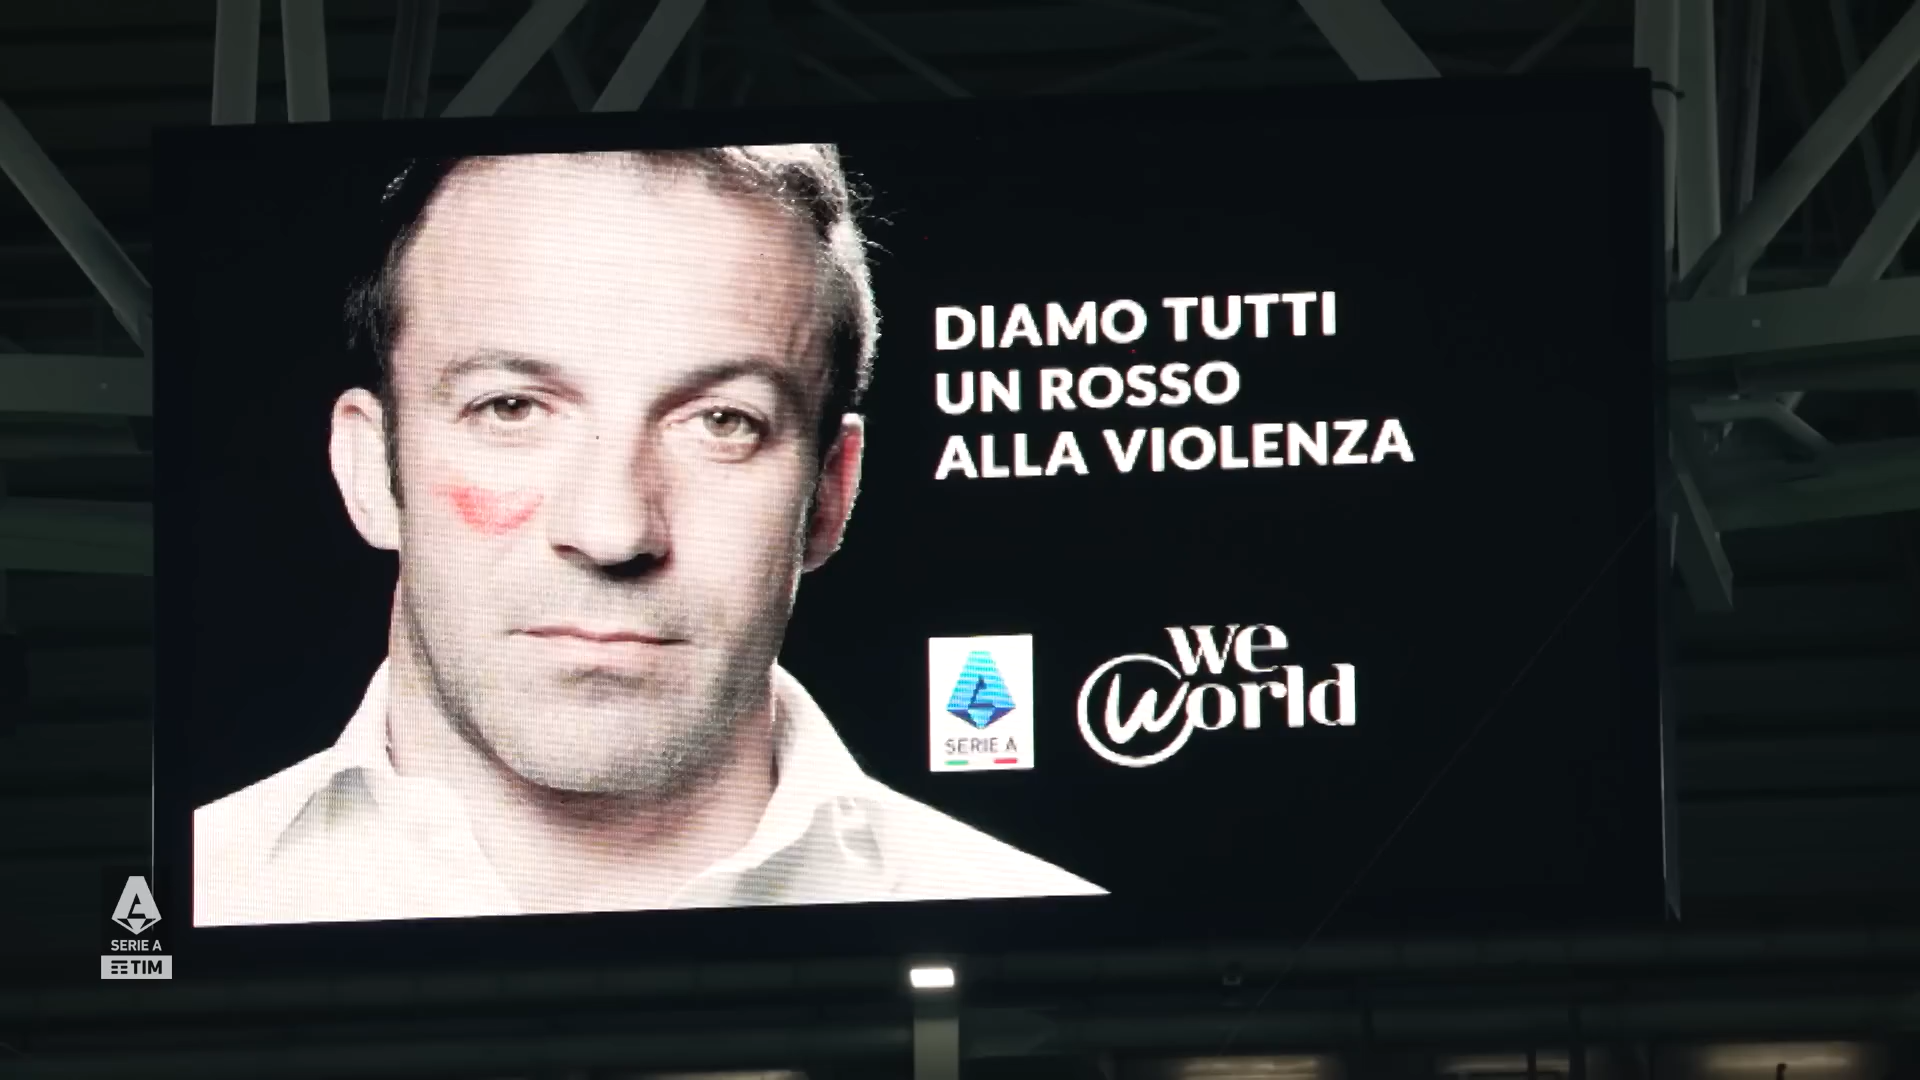 DIAMO TUTTI
UN ROSSO
ALLA VIOLENZA
SERIE A
we
World
SERIE A
TIM